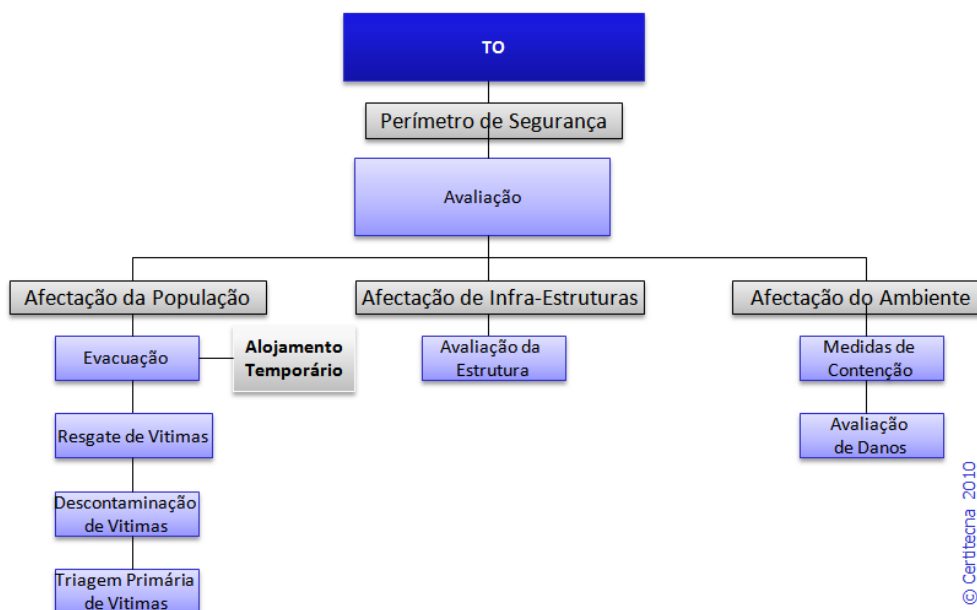 TO
Perímetro de Segurança
Avaliação
Afectação da População
Afectação de Infra-Estruturas
Afectação do Ambiente
Evacuação
Alojamento
Temporário
Avaliação da
Estrutura
Medidas de
Contenção
Resgate de Vitimas
Avaliação
de Danos
Descontaminação
de Vitimas
Triagem Primária
de Vitimas
© Certitecna 2010